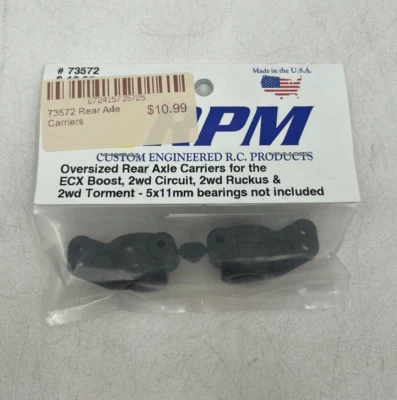 # 73572
Made in the U.S.A.
672415735725
73572 Rear Axle
Carriers
$10.99
RPM
CUSTOM ENGINEERED R.C. PRODUCTS
Oversized Rear Axle Carriers for the
ECX Boost, 2wd Circuit, 2wd Ruckus &
2wd Torment - 5x11mm bearings not included